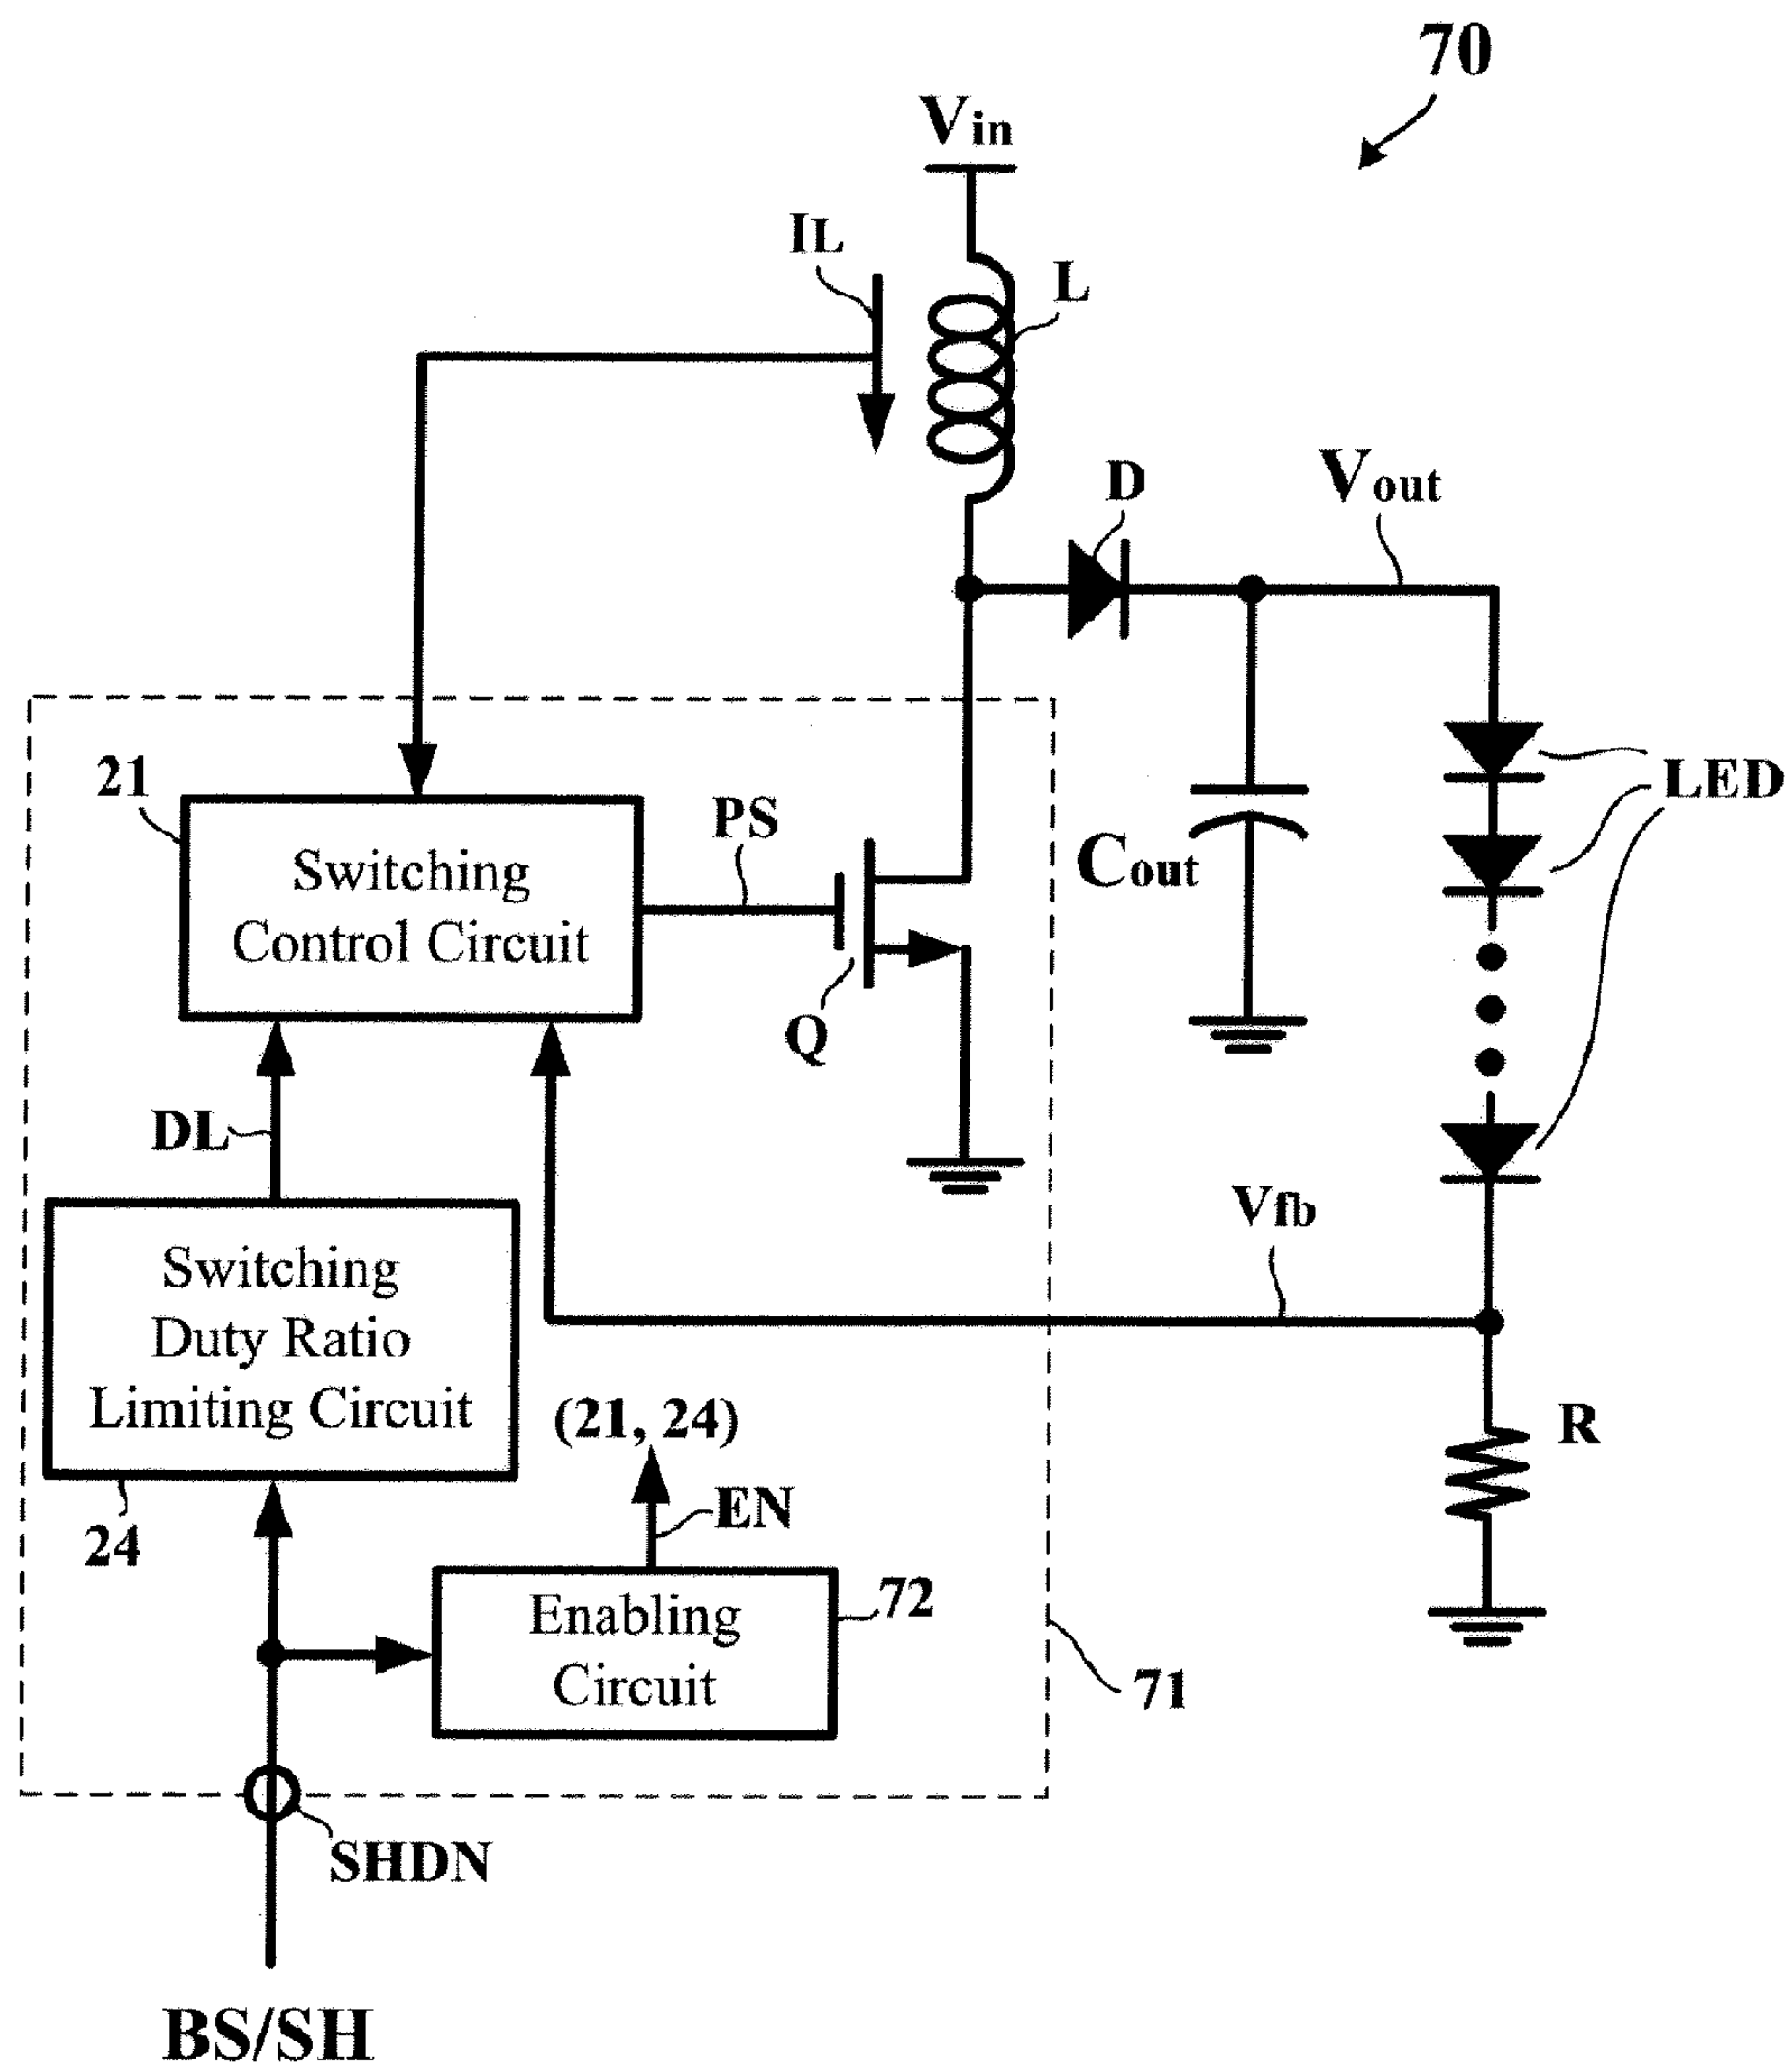 70
Vin
IL
L
D
Vout
21
PS
LED
Switching
Control Circuit
Cout
Q
DL
Vfb
Switching
Duty Ratio
Limiting Circuit
(21, 24)
R
EN
24
72
Enabling
Circuit
71
SHDN
BS/SH